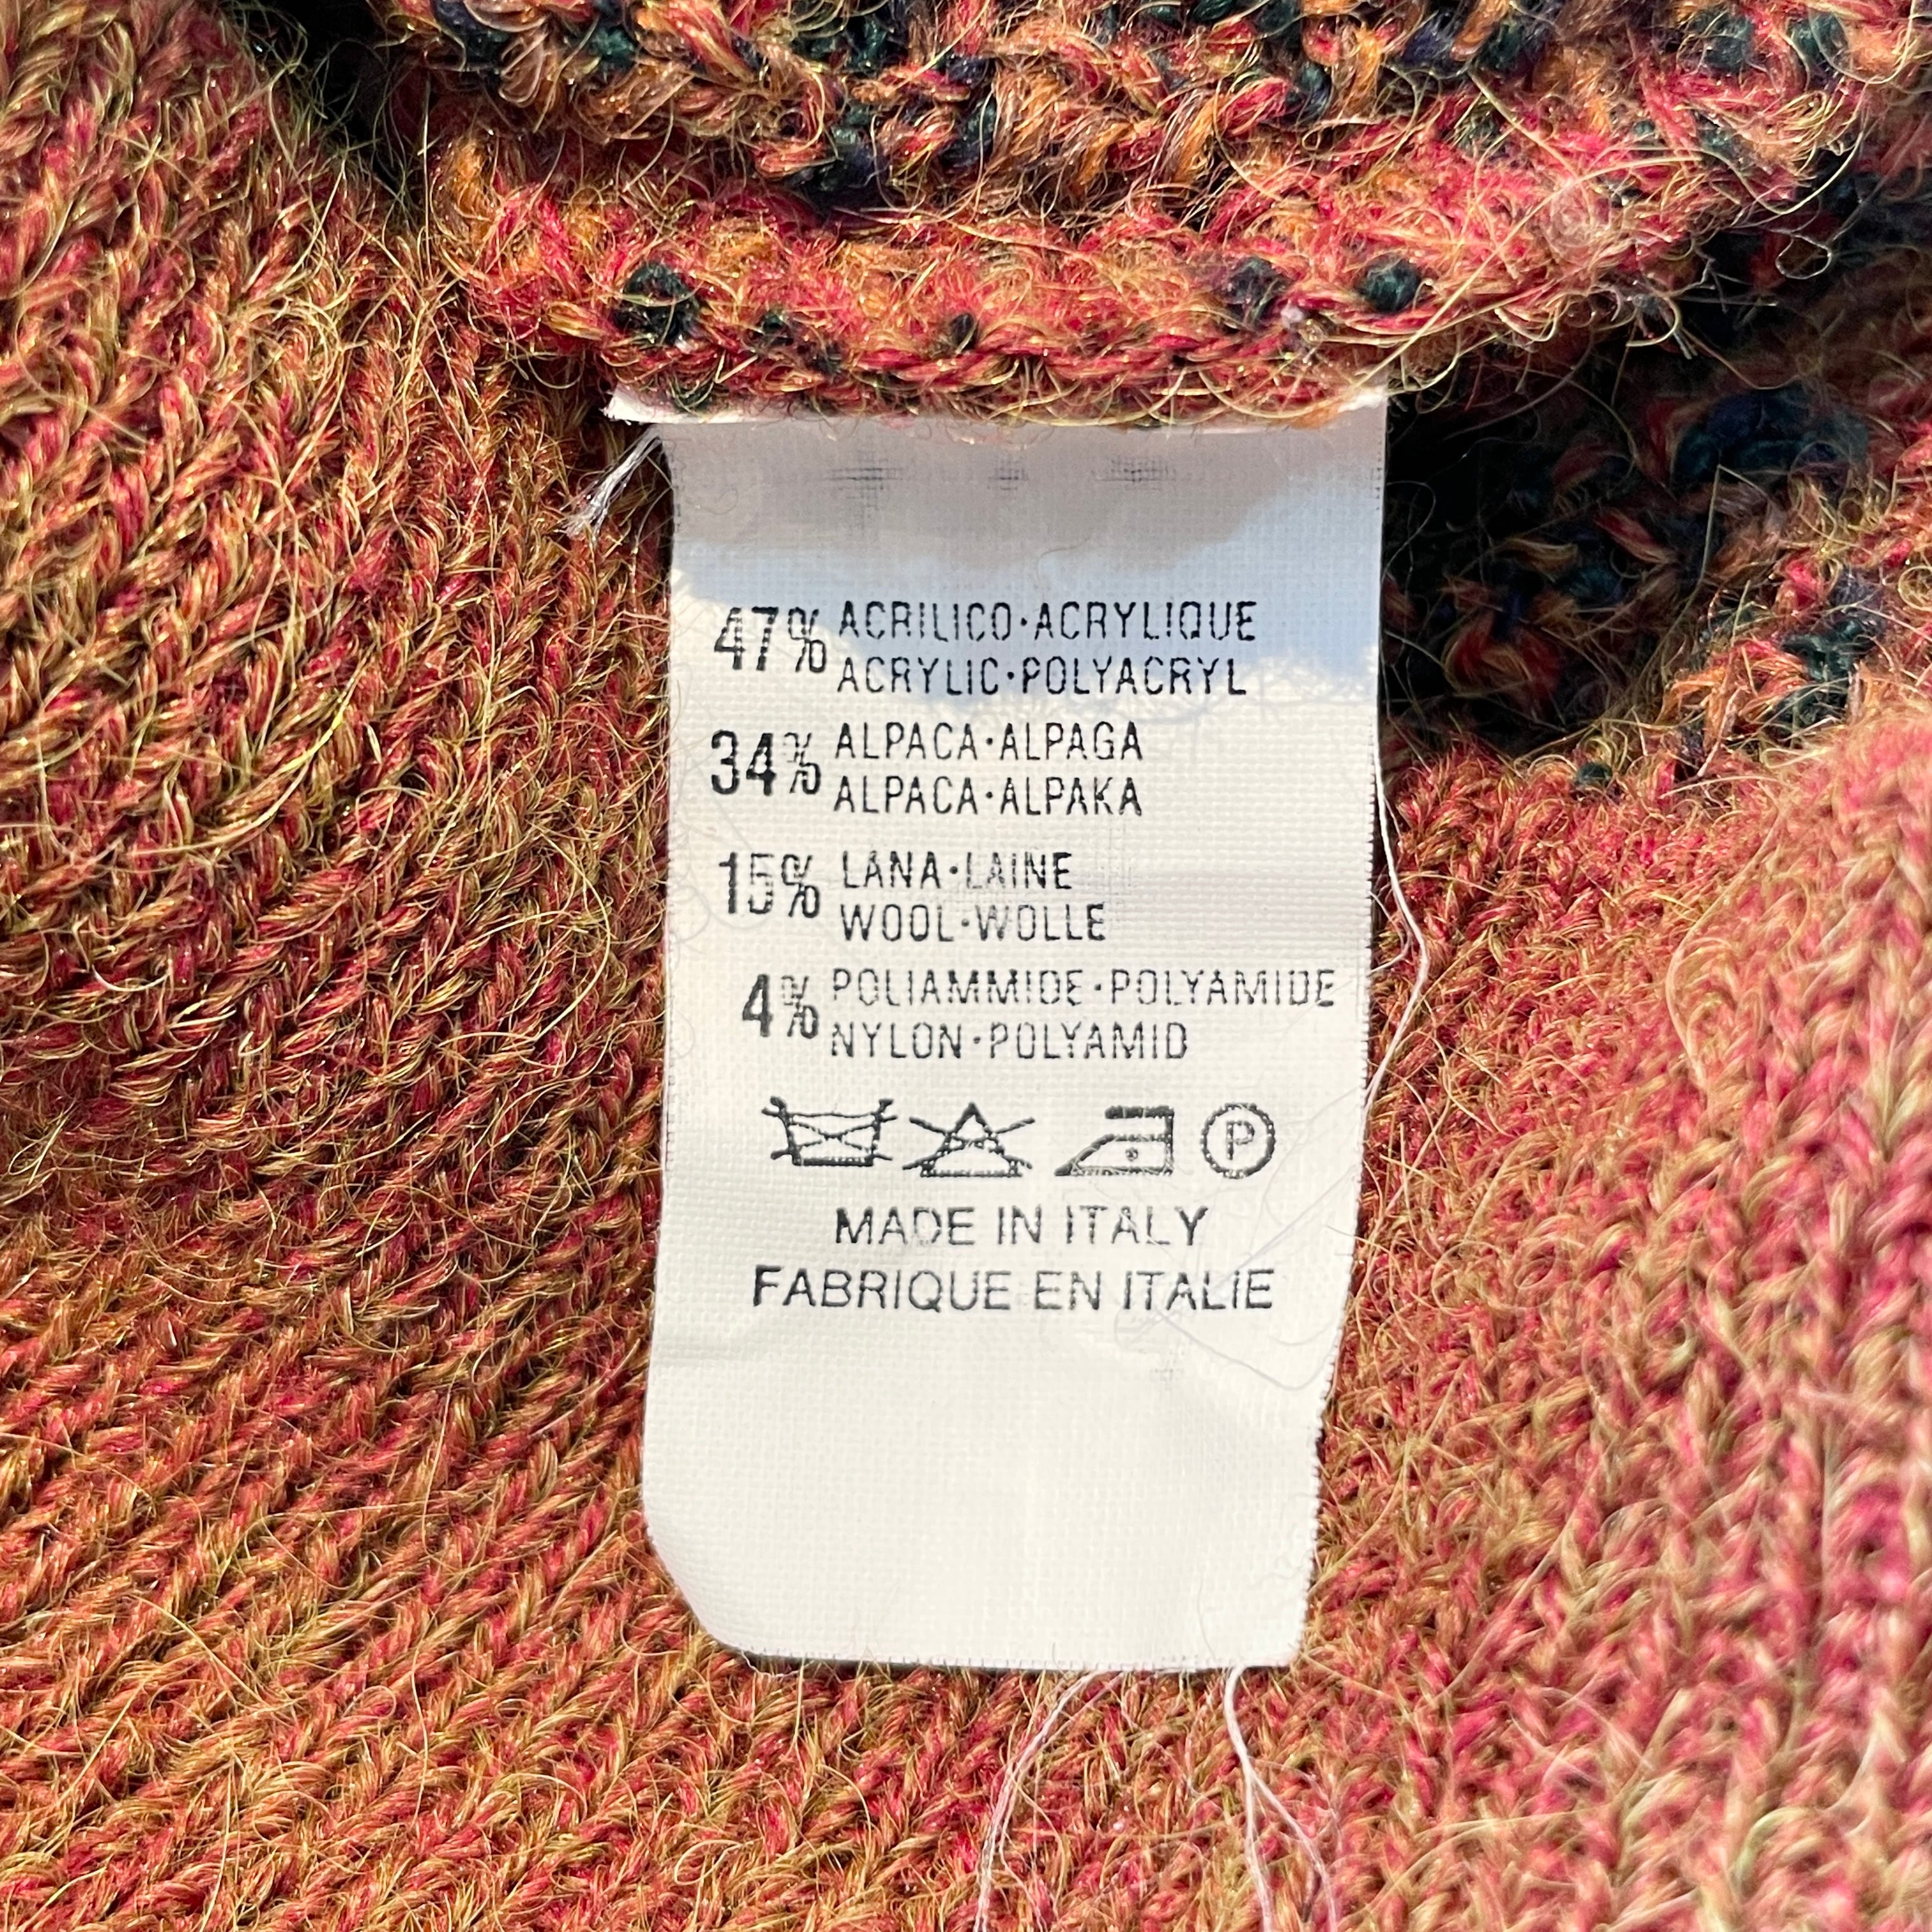 47% ACRILICO·ACRYLIQUE
ACRYLIC·POLYACRYL
34% ALPACA·ALPAGA
ALPACA·ALPAKA
15% LANA·LAINE
WOOL·WOLLE
4% POLIAMMIDE·POLYAMIDE
NYLON·POLYAMID
P
MADE IN ITALY
FABRIQUE EN ITALIE